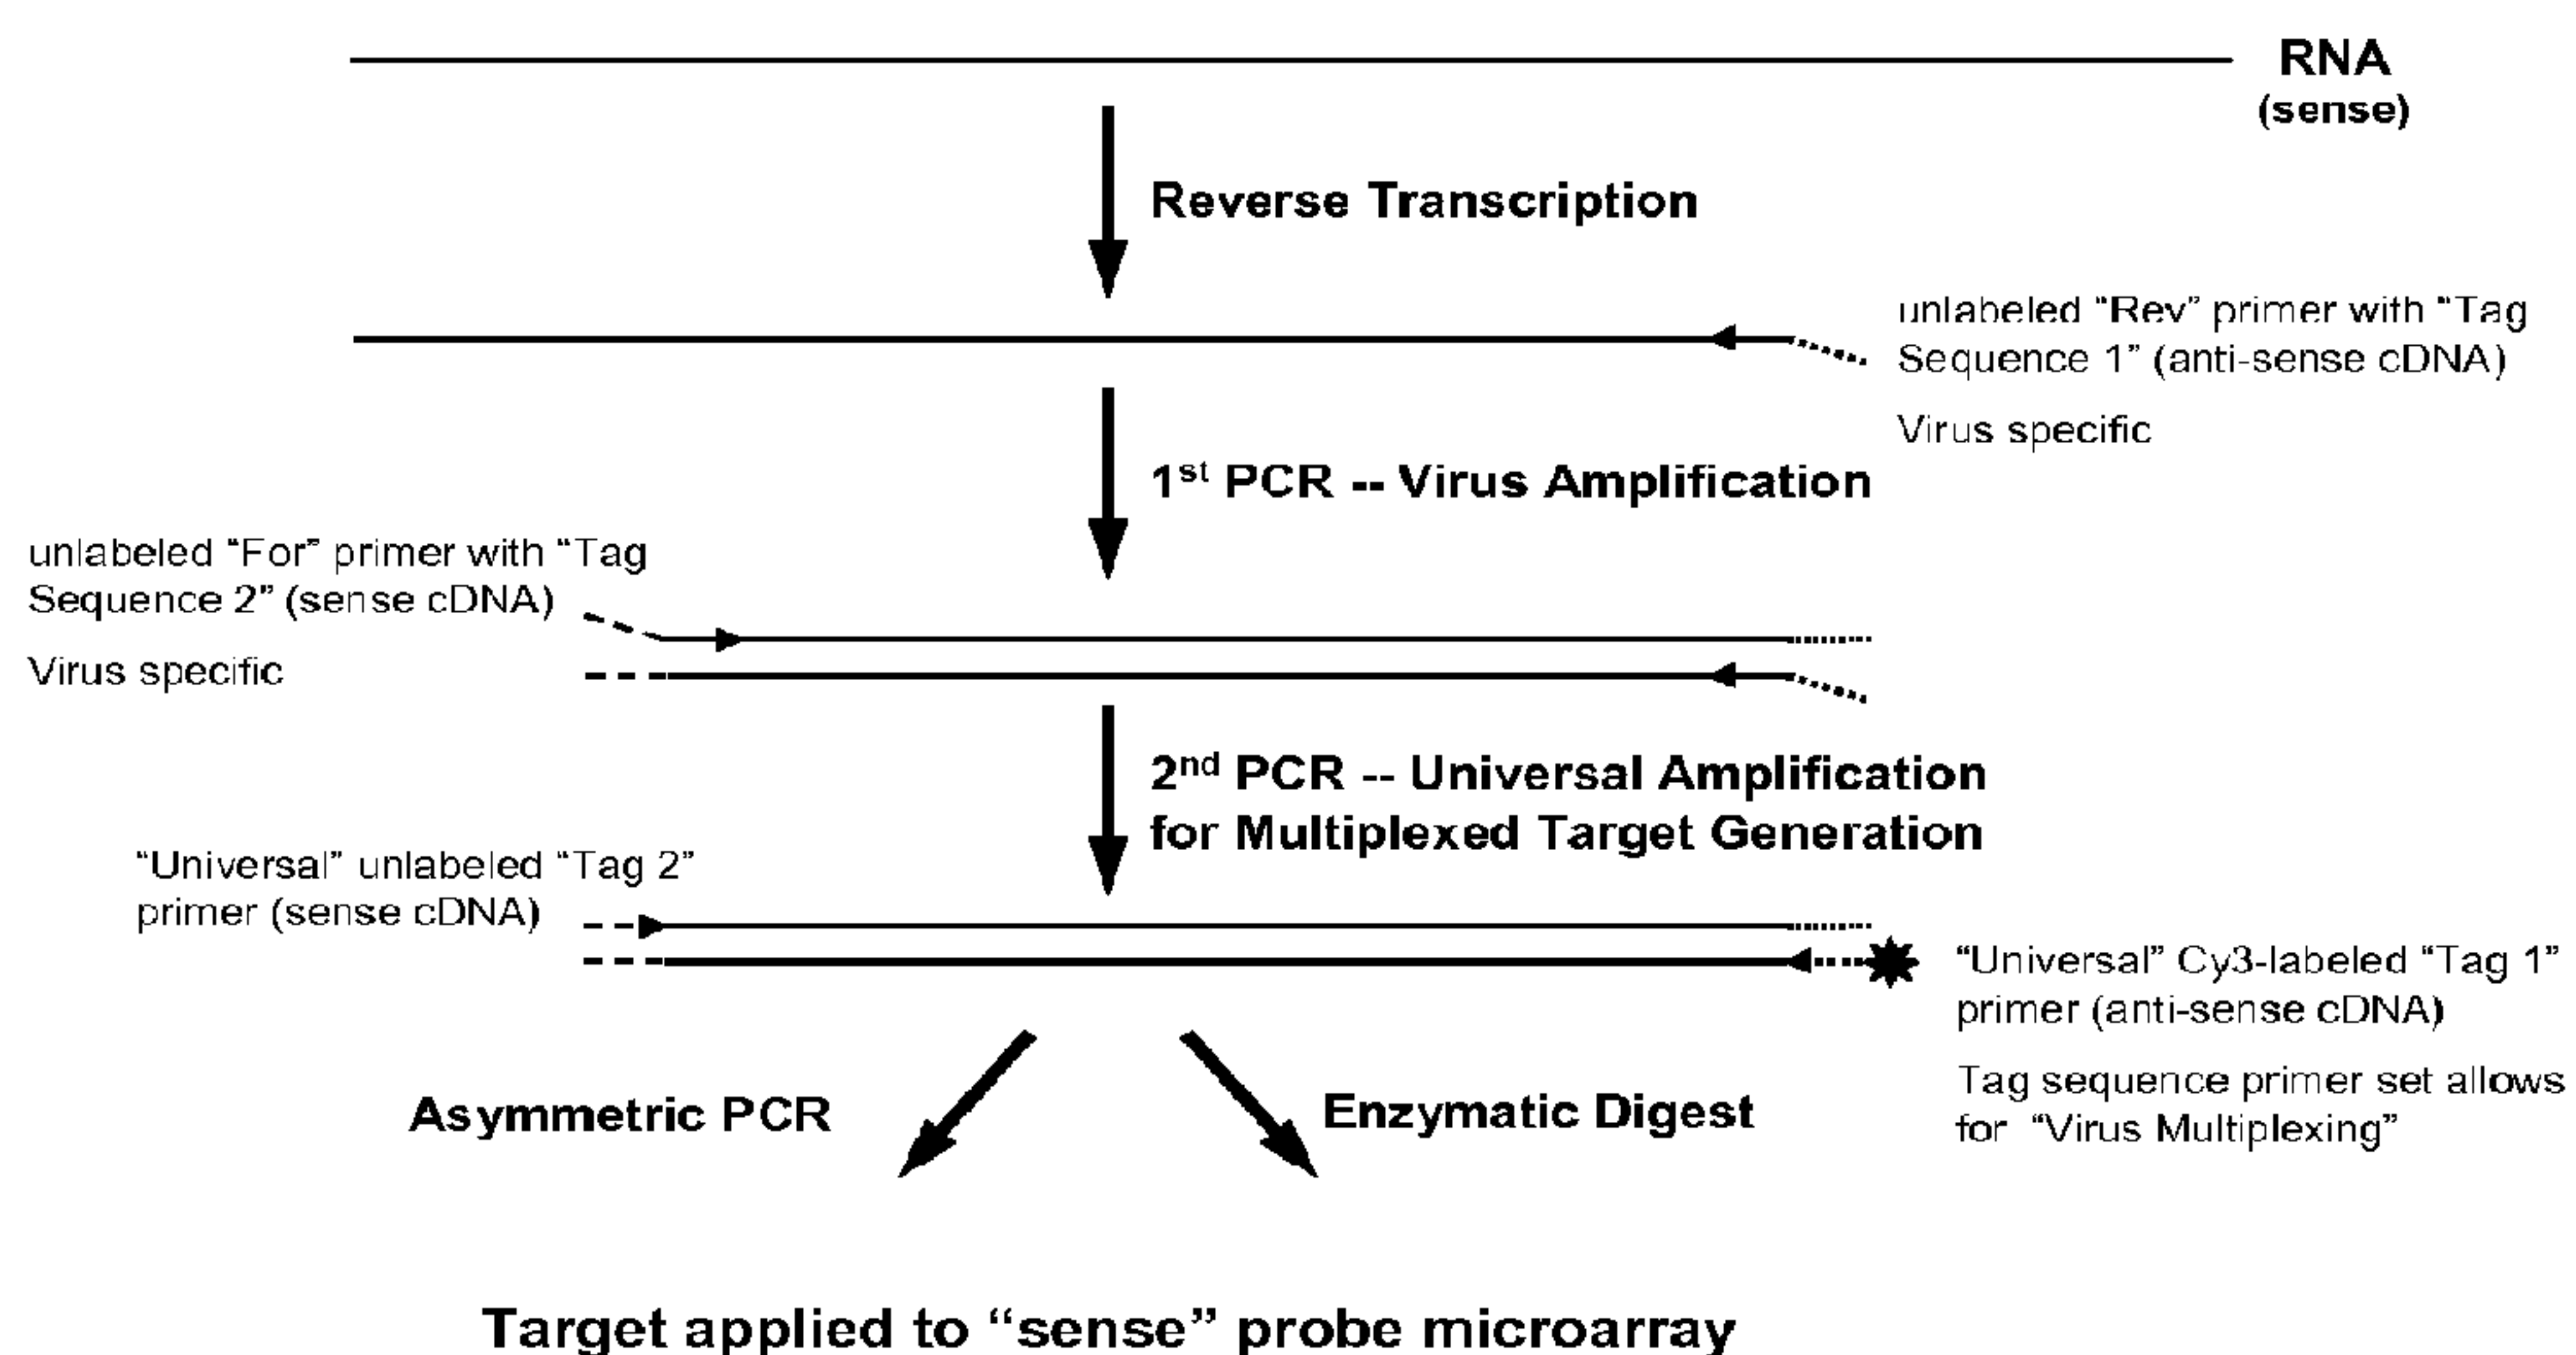 RNA
(sense)
Reverse Transcription
unlabeled “Rev” primer with “Tag
Sequence 1” (anti-sense cDNA)
Virus specific
1st PCR -- Virus Amplification
unlabeled “For” primer with “Tag
Sequence 2” (sense cDNA)
Virus specific
2nd PCR -- Universal Amplification
for Multiplexed Target Generation
“Universal” unlabeled “Tag 2”
primer (sense cDNA)
“Universal” Cy3-labeled “Tag 1”
primer (anti-sense cDNA)
Tag sequence primer set allows
for “Virus Multiplexing”
Asymmetric PCR
Enzymatic Digest
Target applied to “sense” probe microarray